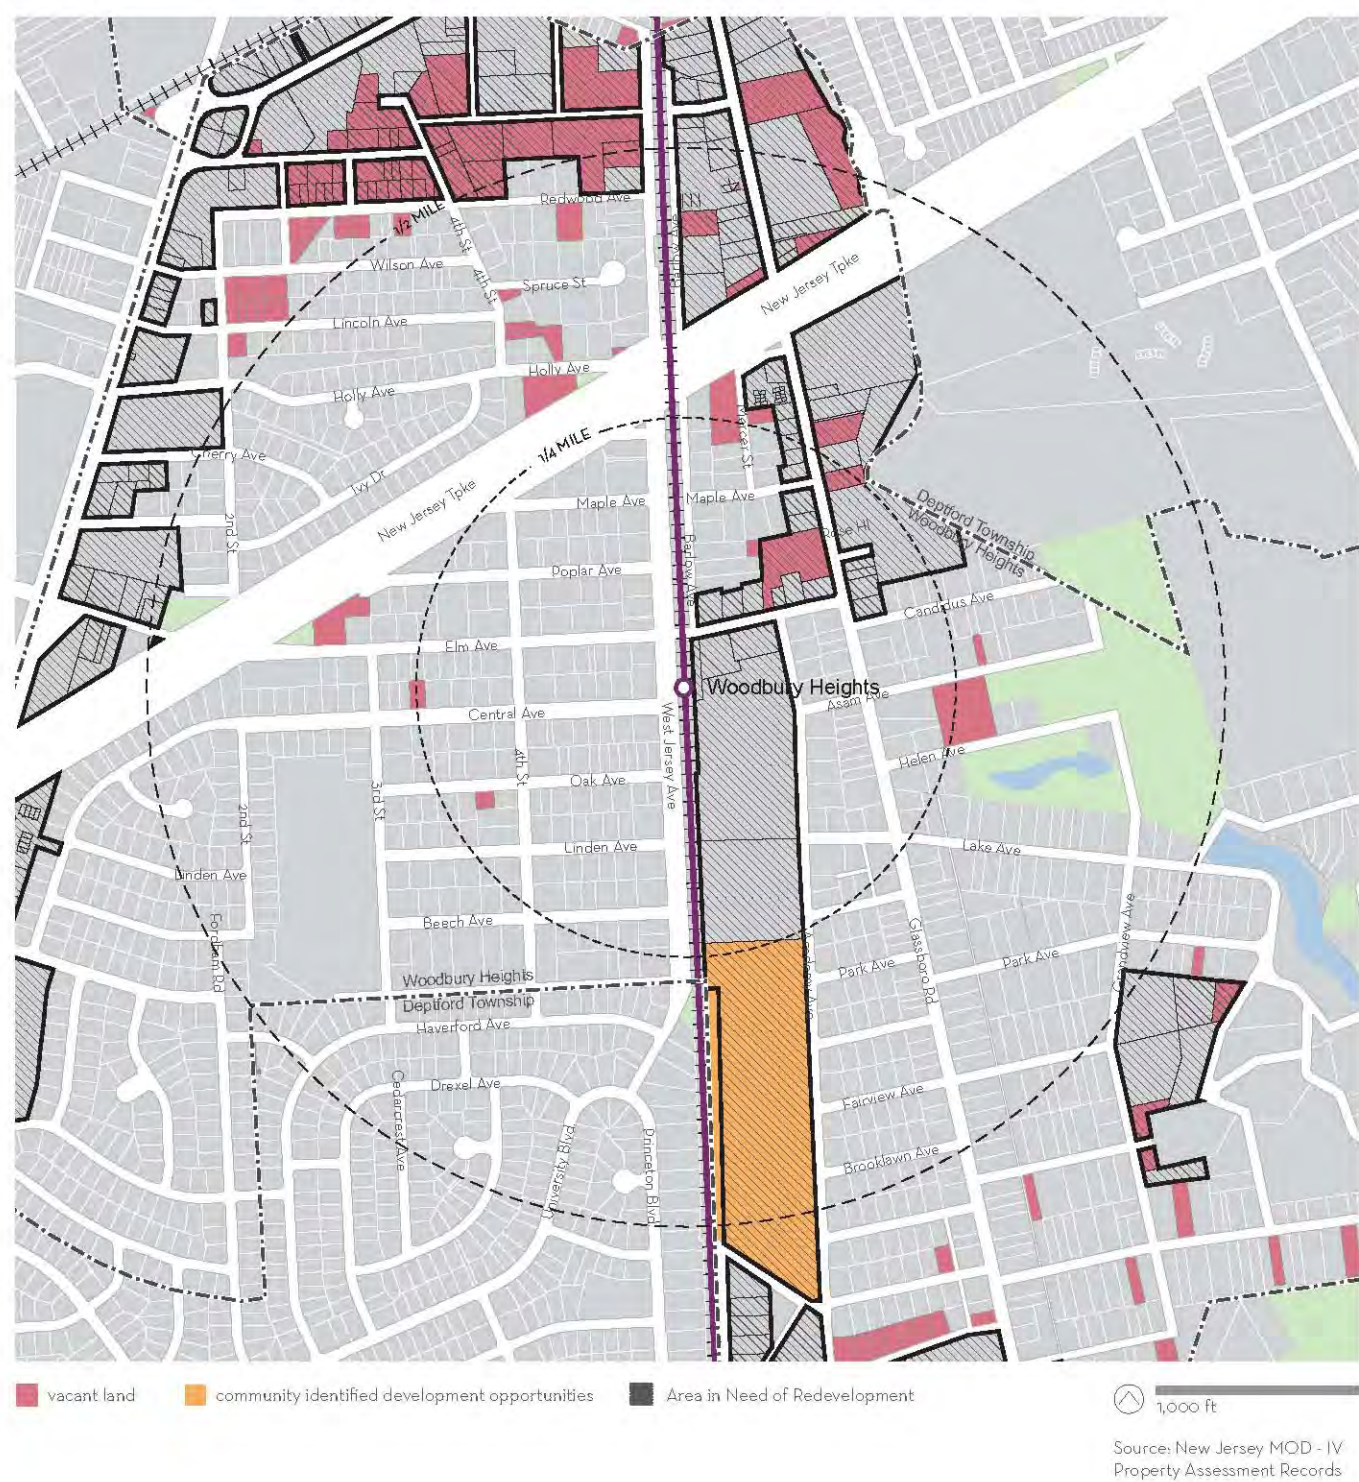 Redwood Ave
1/2 MILE
4th St
Barlow Ave
Wilson Ave
4th St
Spruce St
New Jersey Tpke
Lincoln Ave
Holly Ave
Holly Ave
Mercer St
1/4 MILE
Cherry Ave
Ivy Dr
New Jersey Tpke
Maple Ave
Maple Ave
2nd St
Rose Hl
Deptford Township
Woodbury Heights
Barlow Ave
Poplar Ave
Candidus Ave
Elm Ave
Woodbury Heights
Asam Ave
Central Ave
West Jersey Ave
4th St
Helen Ave
Oak Ave
3rd St
2nd St
Linden Ave
Lake Ave
Linden Ave
Beech Ave
Fordham Rd
Glassboro Rd
Grandview Ave
Academy Ave
Park Ave
Park Ave
Woodbury Heights
Deptford Township
Haverford Ave
Drexel Ave
Cedarcrest Ave
Fairview Ave
University Blvd
Princeton Blvd
Brooklawn Ave
vacant land
community identified development opportunities
Area in Need of Redevelopment
1,000 ft
Source: New Jersey MOD - IV
Property Assessment Records